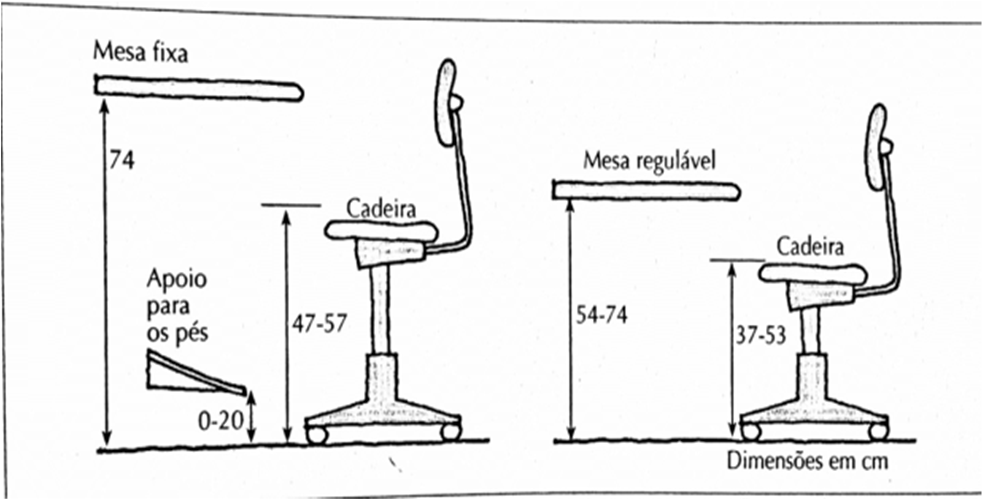 Mesa fixa
74
Cadeira
Apoio
para
os pés
47-57
0-20
Mesa regulável
Cadeira
54-74
37-53
Dimensões em cm